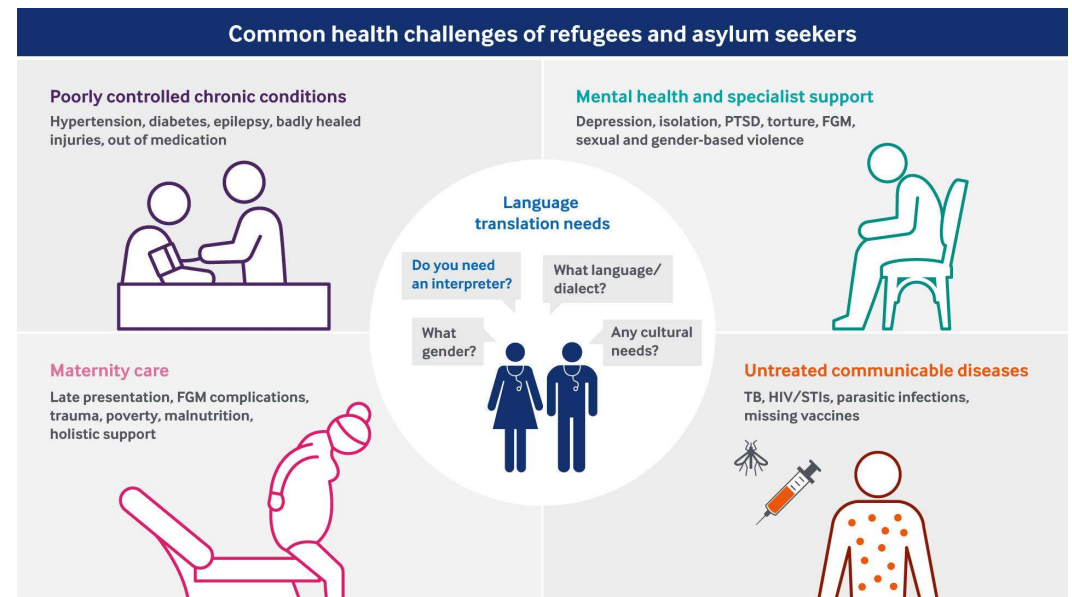 Common health challenges of refugees and asylum seekers
Poorly controlled chronic conditions
Hypertension, diabetes, epilepsy, badly healed
injuries, out of medication
Mental health and specialist support
Depression, isolation, PTSD, torture, FGM,
sexual and gender-based violence
Language
translation needs
Do you need
an interpreter?
What language/
dialect?
What
gender?
Any cultural
needs?
Maternity care
Late presentation, FGM complications,
trauma, poverty, malnutrition,
holistic support
Untreated communicable diseases
TB, HIV/STIs, parasitic infections,
missing vaccines